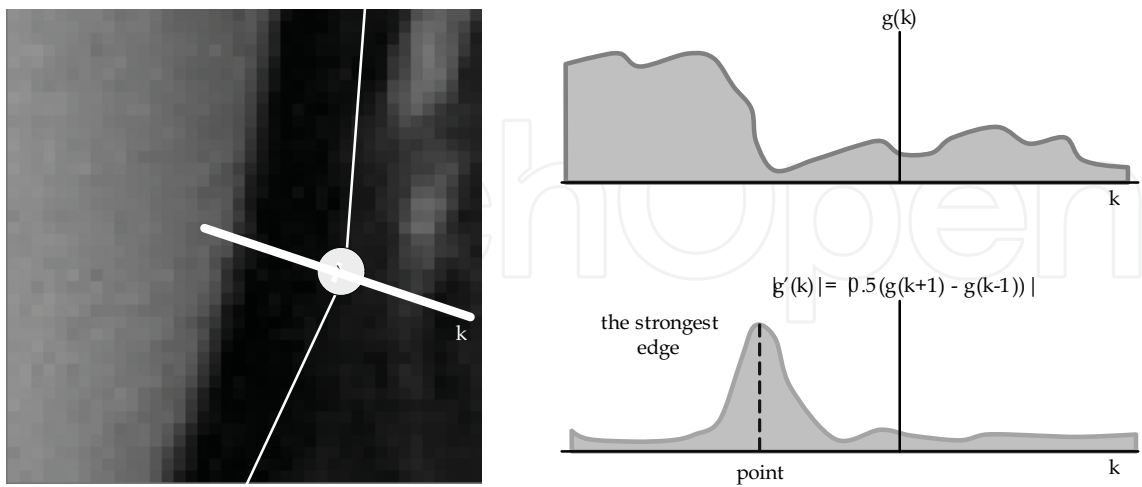 g(k)
k
|g'(k)| = |0.5(g(k+1) - g(k-1))|
the strongest
edge
k
point
k